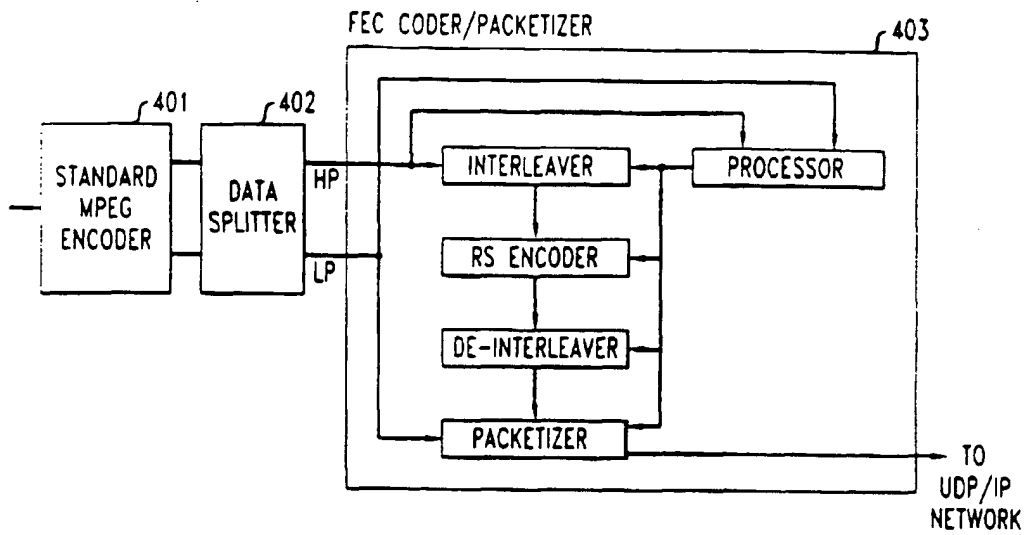 FEC CODER/PACKETIZER
403
401
402
STANDARD
MPEG
ENCODER
DATA
SPLITTER
HP
LP
INTERLEAVER
PROCESSOR
RS ENCODER
DE-INTERLEAVER
PACKETIZER
TO
UDP/IP
NETWORK